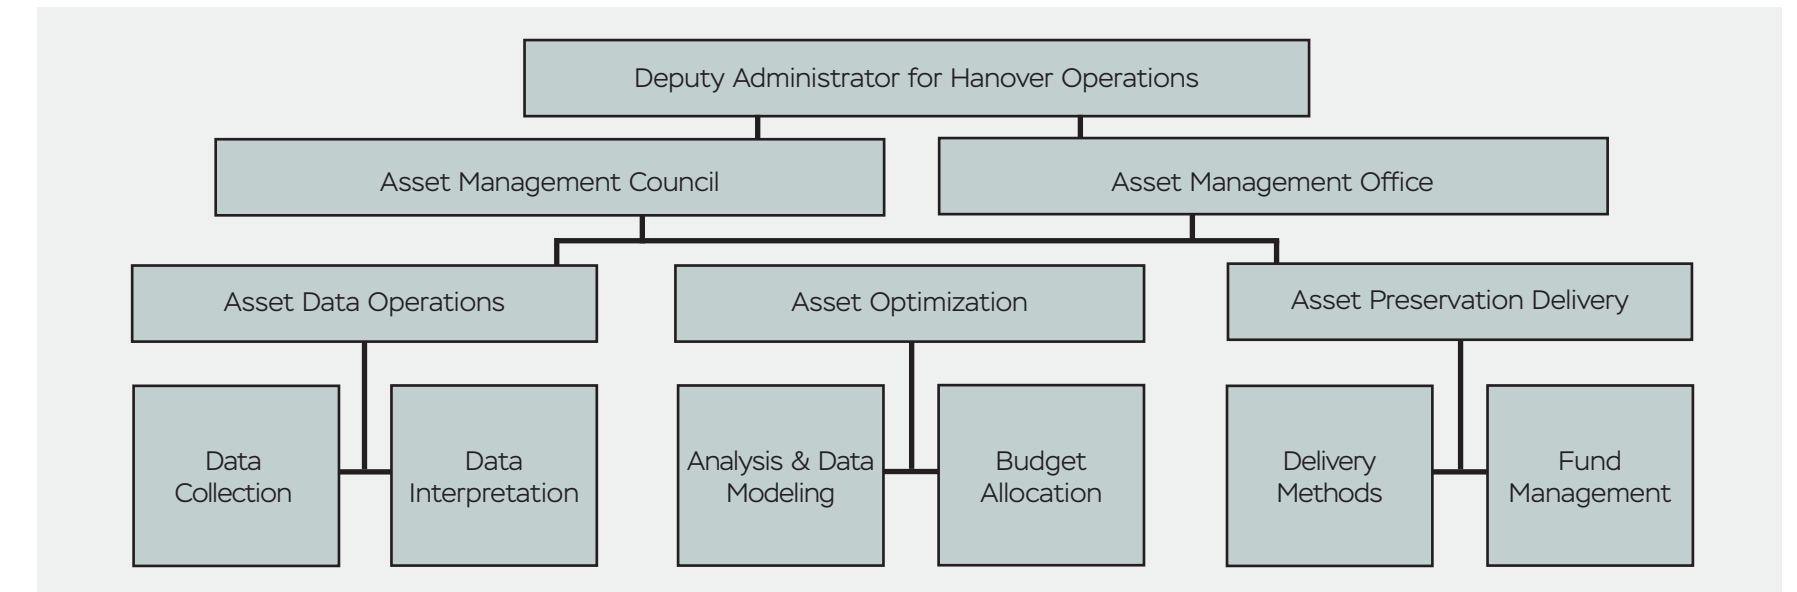 Deputy Administrator for Hanover Operations
Asset Management Council
Asset Management Office
Asset Data Operations
Asset Optimization
Asset Preservation Delivery
Data
Collection
Data
Interpretation
Analysis & Data
Modeling
Budget
Allocation
Delivery
Methods
Fund
Management